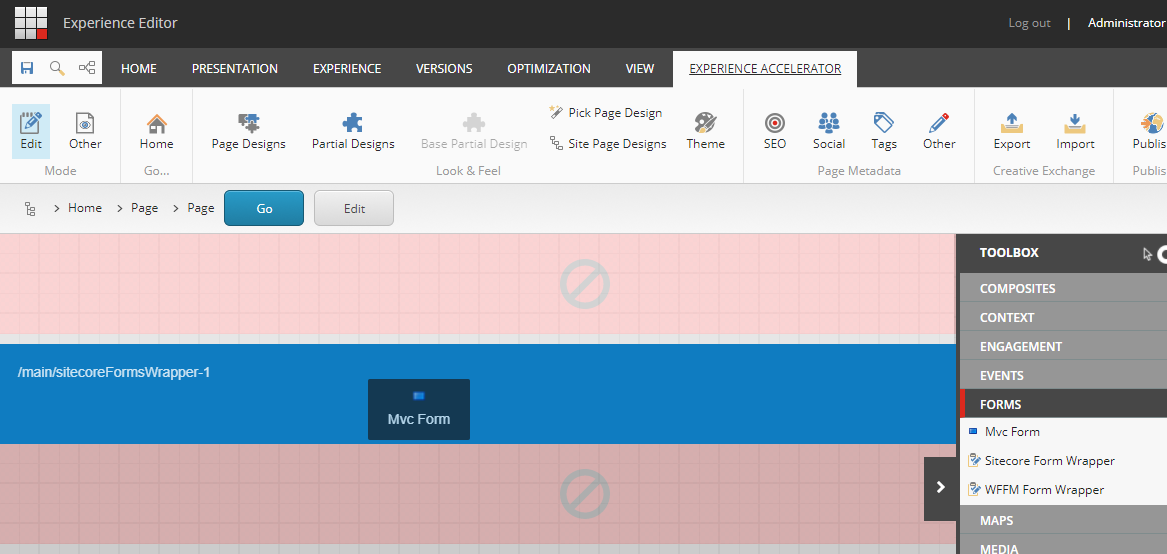 Experience Editor
Log out | Administrator
HOME PRESENTATION EXPERIENCE VERSIONS OPTIMIZATION VIEW EXPERIENCE ACCELERATOR
Pick Page Design
Edit Other Home Page Designs Partial Designs Base Partial Design Site Page Designs Theme SEO Social Tags Other Export Import Publis
Mode Go... Look & Feel Page Metadata Creative Exchange Publis
> Home > Page > Page Go Edit
TOOLBOX
COMPOSITES
CONTEXT
ENGAGEMENT
/main/sitecoreFormsWrapper-1
EVENTS
FORMS
Mvc Form
Mvc Form
Sitecore Form Wrapper
WFFM Form Wrapper
MAPS
MEDIA